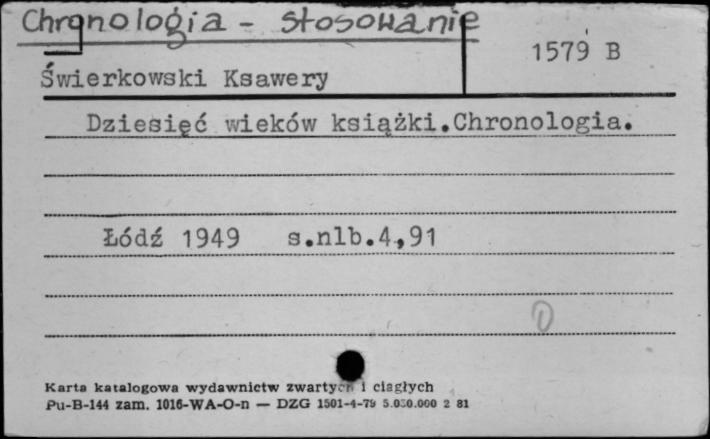 Chronologia - stosowanie
1579 B
Świerkowski Ksawery
Dziesięć wieków książki.Chronologia.
Łódź 1949 s.nlb.4,91
Karta katalogowa wydawnictw zwartych i ciągłych
Pu-B-144 zam. 1016-WA-O-n — DZG 1501-4-79 5.030.000 2 81